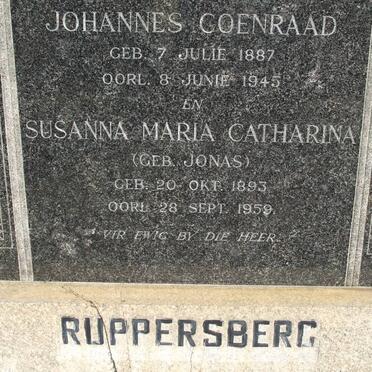 JOHANNES COENRAAD
GEB. 7 JULIE 1887
OORL. 8 JUNIE 1945
EN
SUSANNA MARIA CATHARINA
(GEB. JONAS)
GEB. 20 OKT. 1893
OORL. 28 SEPT. 1959
"VIR EWIG BY DIE HEER."
RUPPERSBERG